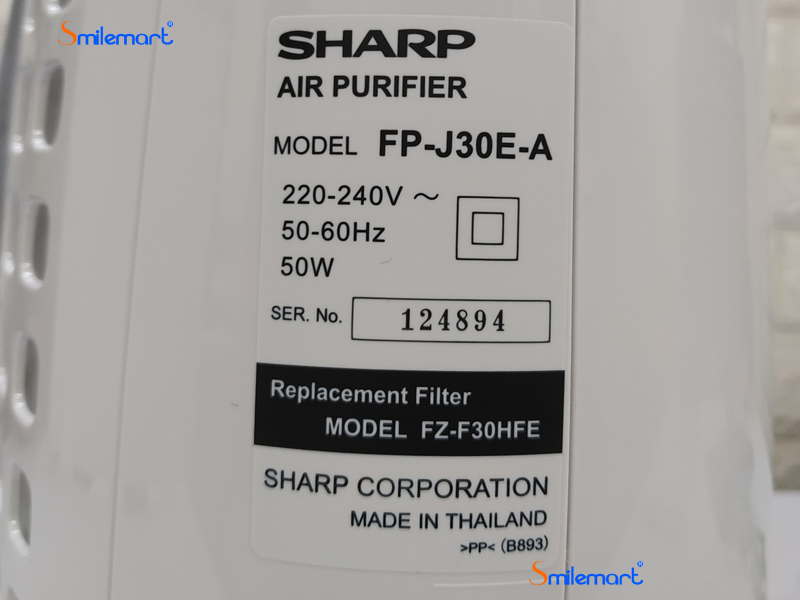 Smilemart®
SHARP
AIR PURIFIER
MODEL FP-J30E-A
220-240V ～
50-60Hz
50W
SER. No. 124894
Replacement Filter
MODEL FZ-F30HFE
SHARP CORPORATION
MADE IN THAILAND
>PP< (B893)
Smilemart®